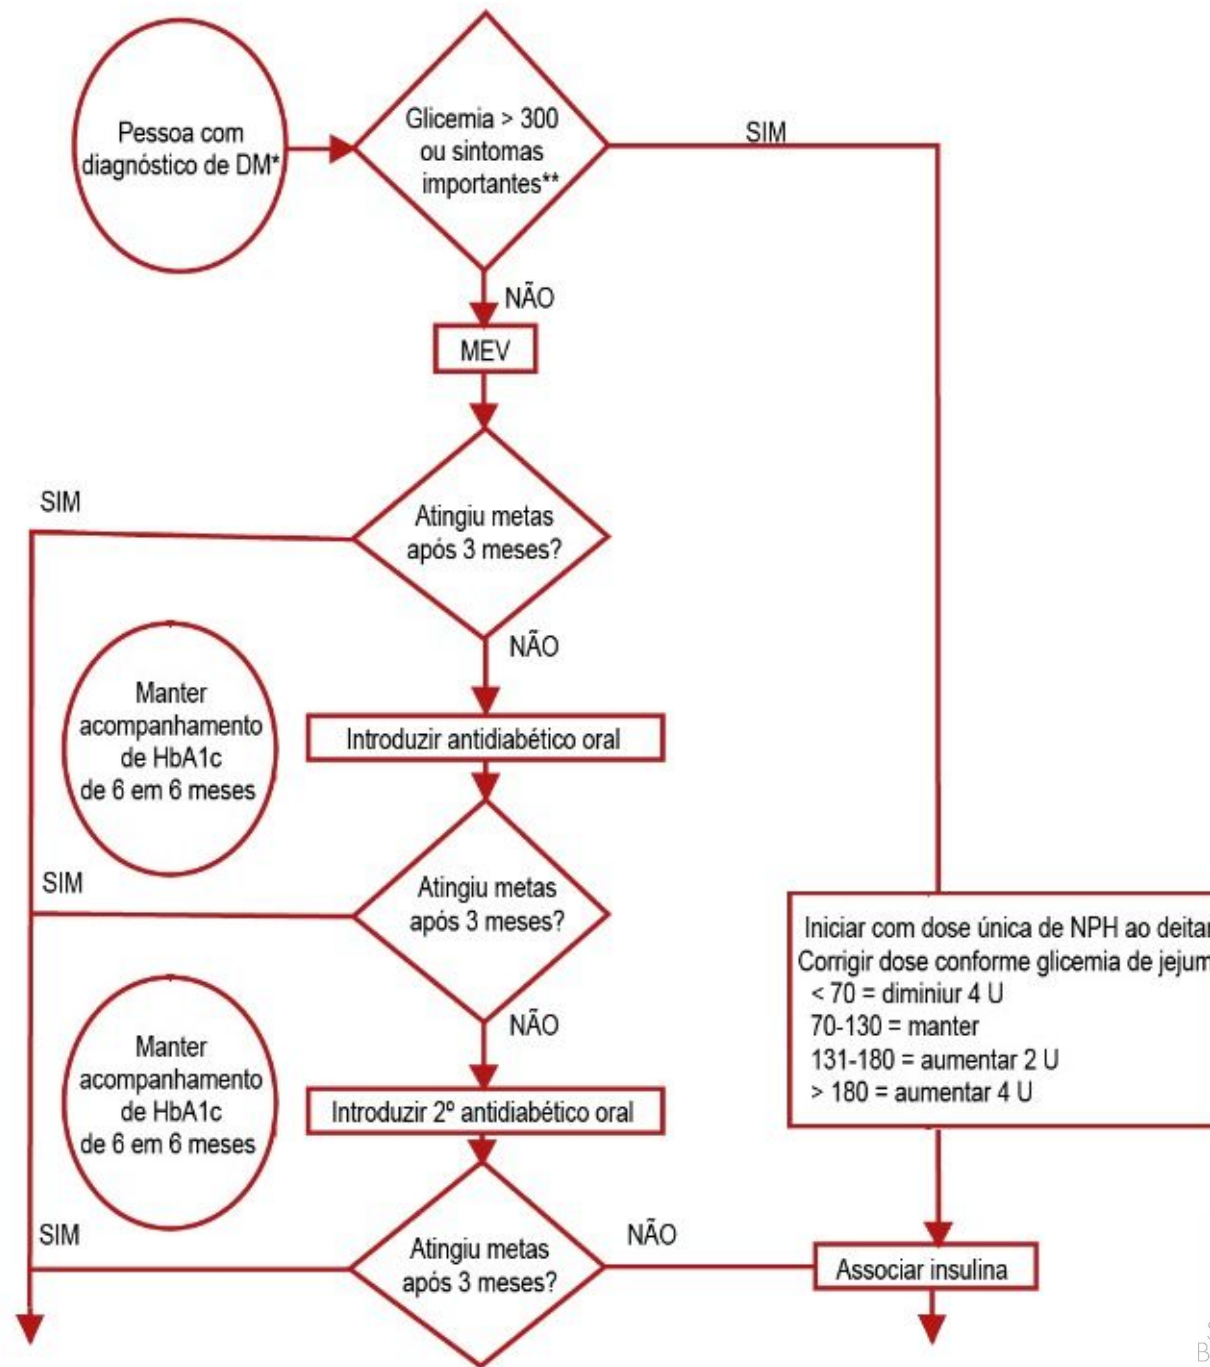 Pessoa com
diagnóstico de DM*
Glicemia > 300
ou sintomas
importantes**
SIM
NÃO
MEV
SIM
Atingiu metas
após 3 meses?
NÃO
Manter
acompanhamento
de HbA1c
de 6 em 6 meses
Introduzir antidiabético oral
SIM
Atingiu metas
após 3 meses?
Iniciar com dose única de NPH ao deitar
Corrigir dose conforme glicemia de jejum
< 70 = diminiur 4 U
70-130 = manter
131-180 = aumentar 2 U
> 180 = aumentar 4 U
NÃO
Manter
acompanhamento
de HbA1c
de 6 em 6 meses
Introduzir 2º antidiabético oral
SIM
Atingiu metas
após 3 meses?
NÃO
Associar insulina